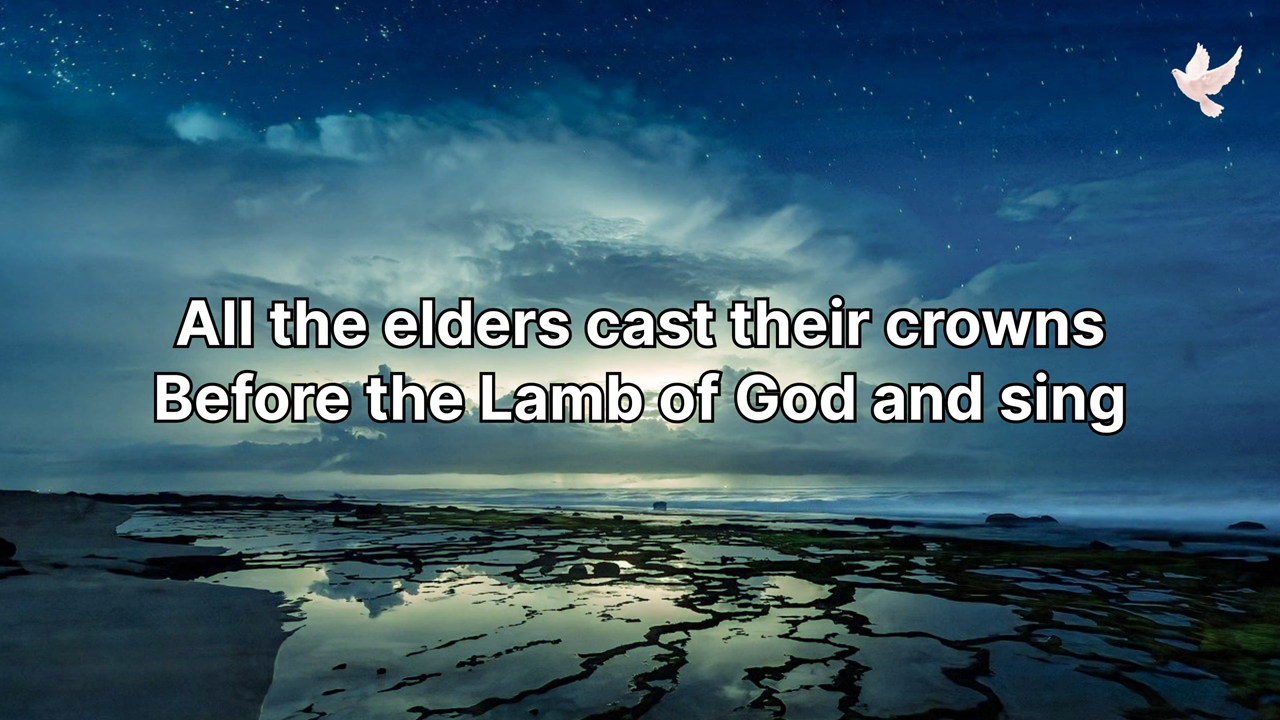 All the elders cast their crowns
Before the Lamb of God and sing